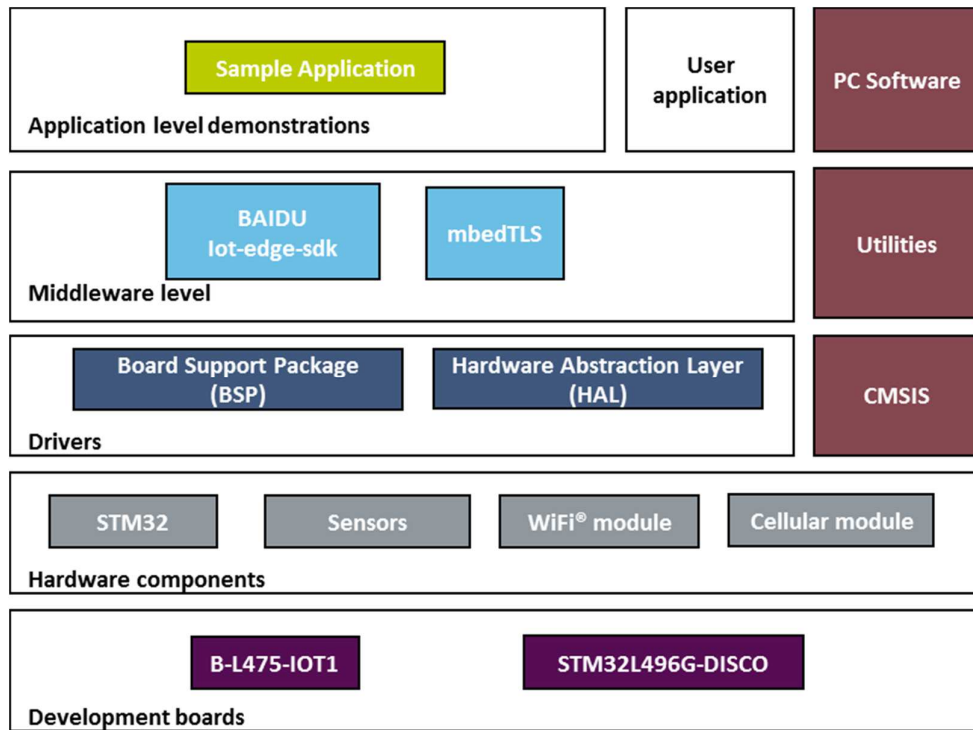 Sample Application
Application level demonstrations
User
application
PC Software
BAIDU
Iot-edge-sdk
mbedTLS
Middleware level
Utilities
Board Support Package
(BSP)
Hardware Abstraction Layer
(HAL)
Drivers
CMSIS
STM32
Sensors
WiFi® module
Cellular module
Hardware components
B-L475-IOT1
STM32L496G-DISCO
Development boards